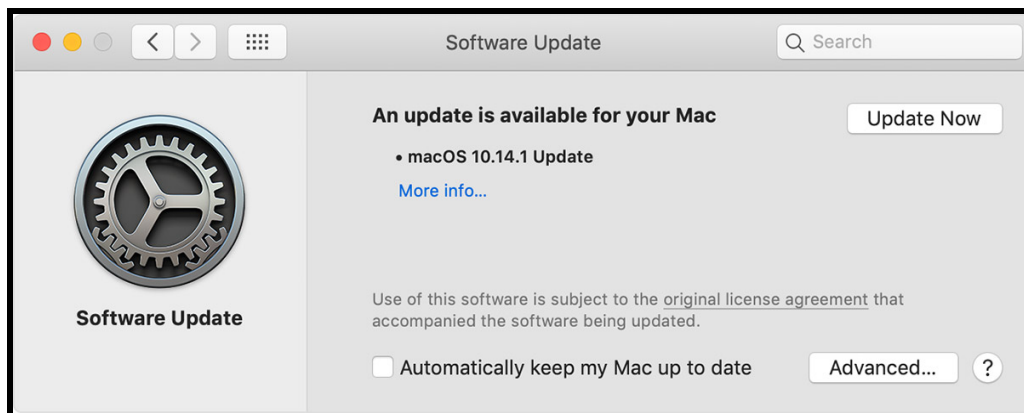 Software Update
Search
An update is available for your Mac
Update Now
• macOS 10.14.1 Update
More info...
Software Update
Use of this software is subject to the original license agreement that
accompanied the software being updated.
Automatically keep my Mac up to date
Advanced...
?